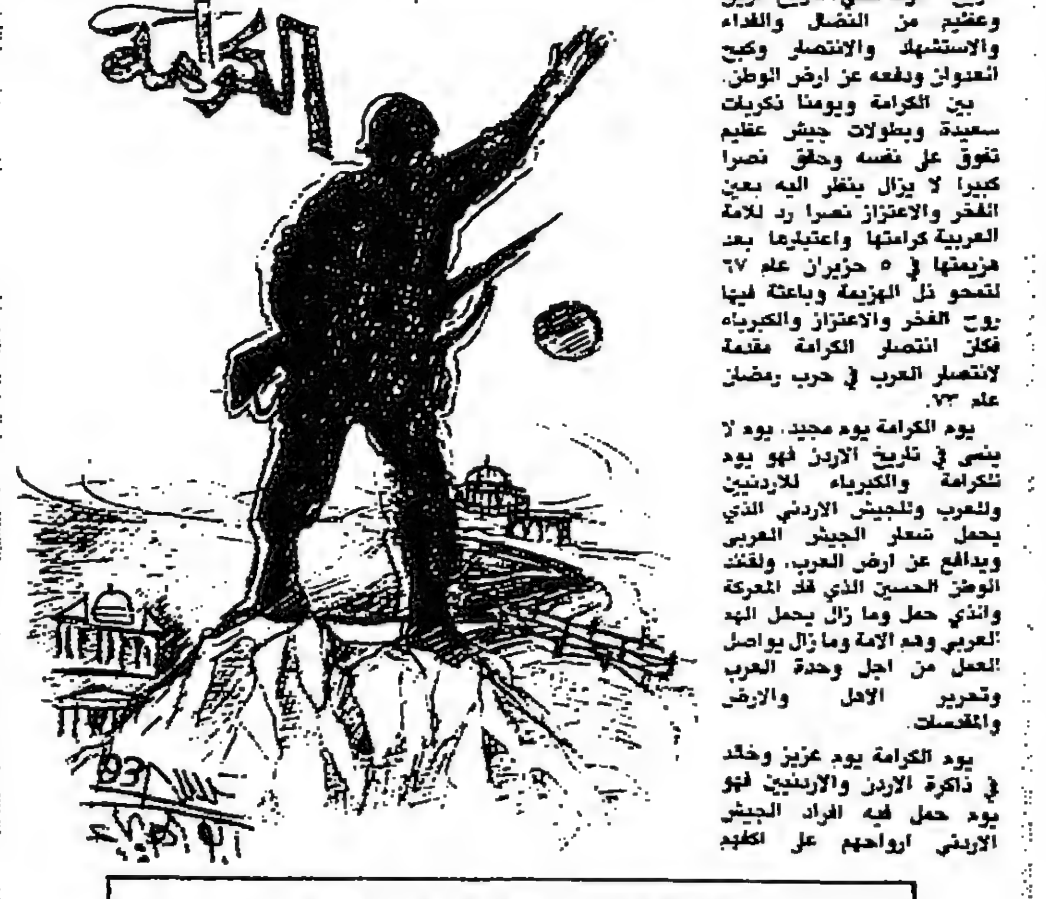 الكرامة
وعظيم من النضال والفداء
والاستشهاد والانتصار وكبح
العدوان ودفعه عن ارض الوطن.
بين الكرامة ويومنا ذكريات
سعيدة وبطولات جيش عظيم
تفوق على نفسه وحقق نصرا
كبيرا لا يزال ينظر اليه بعين
الفخر والاعتزاز نصرا رد للامة
العربية كرامتها واعتبارها بعد
هزيمتها في ٥ حزيران عام ٦٧
لتمحو ذل الهزيمة وباعثة فيها
روح الفخر والاعتزاز والكبرياء
فكان انتصار الكرامة مقدمة
لانتصار العرب في حرب رمضان
عام ٧٣.
يوم الكرامة يوم مجيد، يوم لا
ينسى في تاريخ الاردن فهو يوم
للكرامة والكبرياء للاردنيين
وللعرب وللجيش الاردني الذي
يحمل شعار الجيش العربي
ويدافع عن ارض العرب، ولقائد
الوطن الحسين الذي قاد المعركة
والذي حمل وما زال يحمل الهم
العربي وهم الامة وما زال يواصل
العمل من اجل وحدة العرب
وتحرير الاهل والارض
والمقدسات.
يوم الكرامة يوم عزيز وخالد
في ذاكرة الاردن والاردنيين فهو
يوم حمل فيه افراد الجيش
الاردني ارواحهم على اكفهم
93